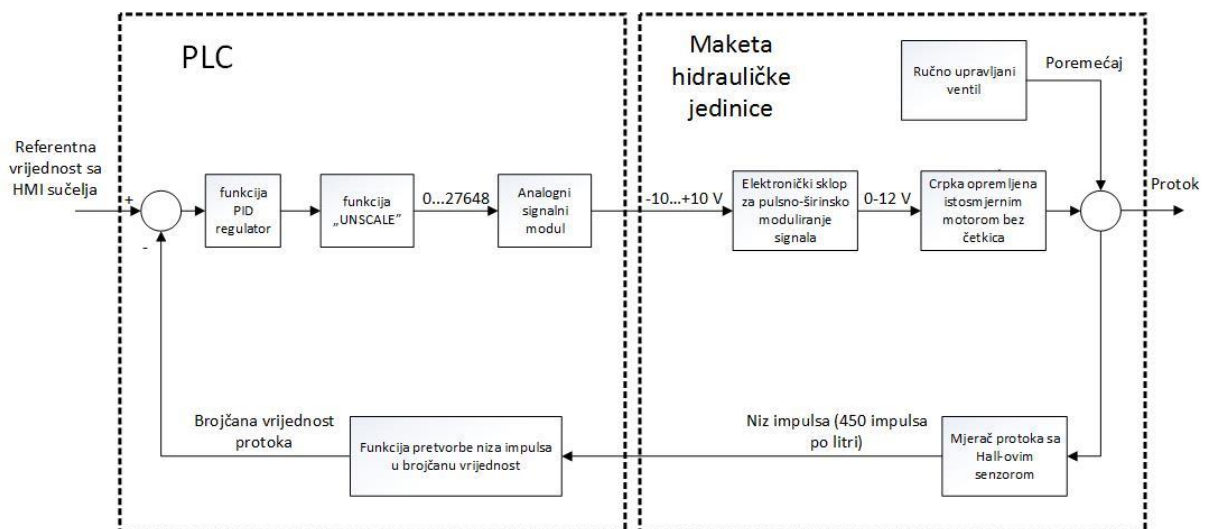 PLC
Maketa
hidrauličke
jedinice
Ručno upravljani
ventil
Poremećaj
Referentna
vrijednost sa
HMI sučelja
+
-
funkcija
PID
regulator
funkcija
„UNSCALE”
0...27648
Analogni
signalni
modul
-10...+10 V
Elektronički sklop
za pulsno-širinsko
moduliranje
signala
0-12 V
Crpka opremljena
istosmjernim
motorom bez
četkica
Protok
Brojčana vrijednost
protoka
Funkcija pretvorbe niza impulsa
u brojčanu vrijednost
Niz impulsa (450 impulsa
po litri)
Mjerač protoka sa
Hall-ovim
senzorom